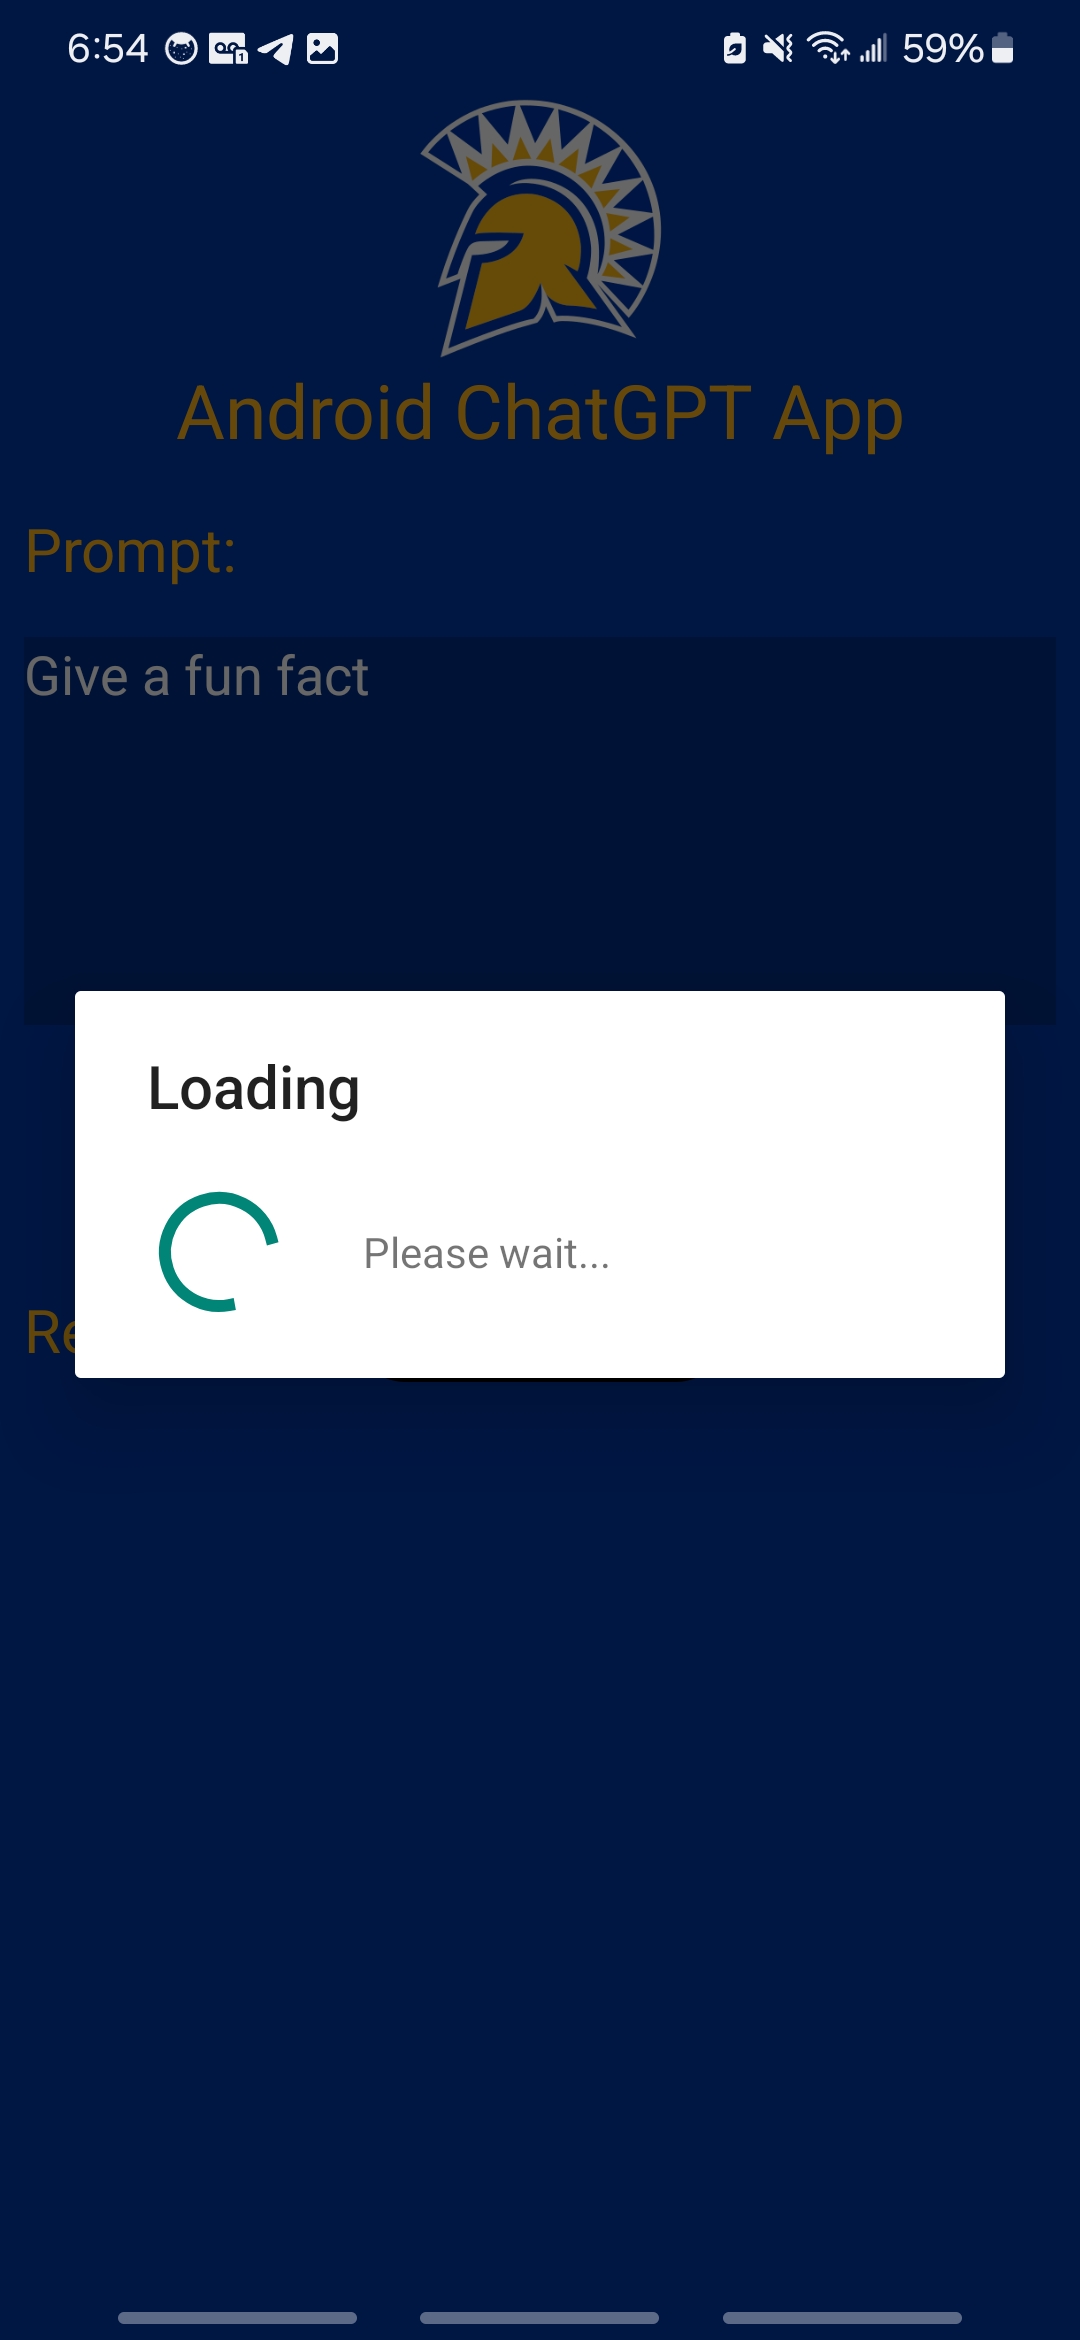 6:54 59%
Android ChatGPT App
Prompt:
Give a fun fact
Loading
Please wait...
Re